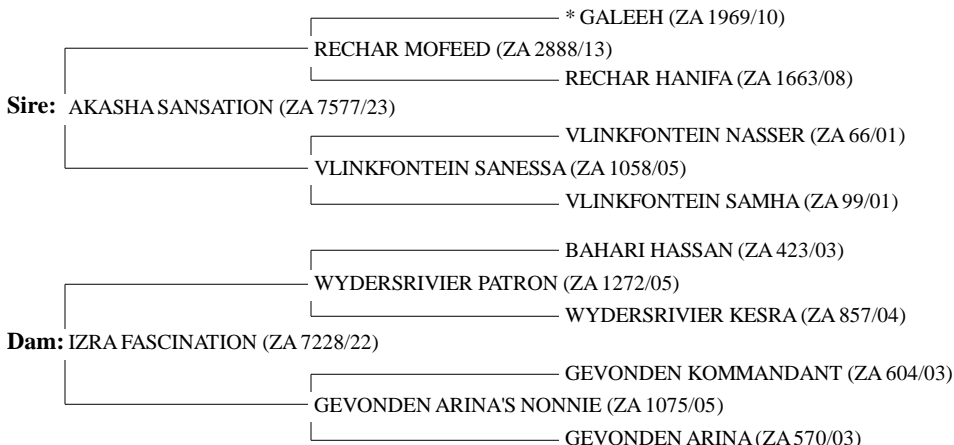 * GALEEH (ZA 1969/10)
RECHAR MOFEED (ZA 2888/13)
RECHAR HANIFA (ZA 1663/08)
Sire: AKASHA SANSATION (ZA 7577/23)
VLINKFONTEIN NASSER (ZA 66/01)
VLINKFONTEIN SANESSA (ZA 1058/05)
VLINKFONTEIN SAMHA (ZA 99/01)
BAHARI HASSAN (ZA 423/03)
WYDERSRIVIER PATRON (ZA 1272/05)
WYDERSRIVIER KESRA (ZA 857/04)
Dam: IZRA FASCINATION (ZA 7228/22)
GEVONDEN KOMMANDANT (ZA 604/03)
GEVONDEN ARINA'S NONNIE (ZA 1075/05)
GEVONDEN ARINA (ZA 570/03)